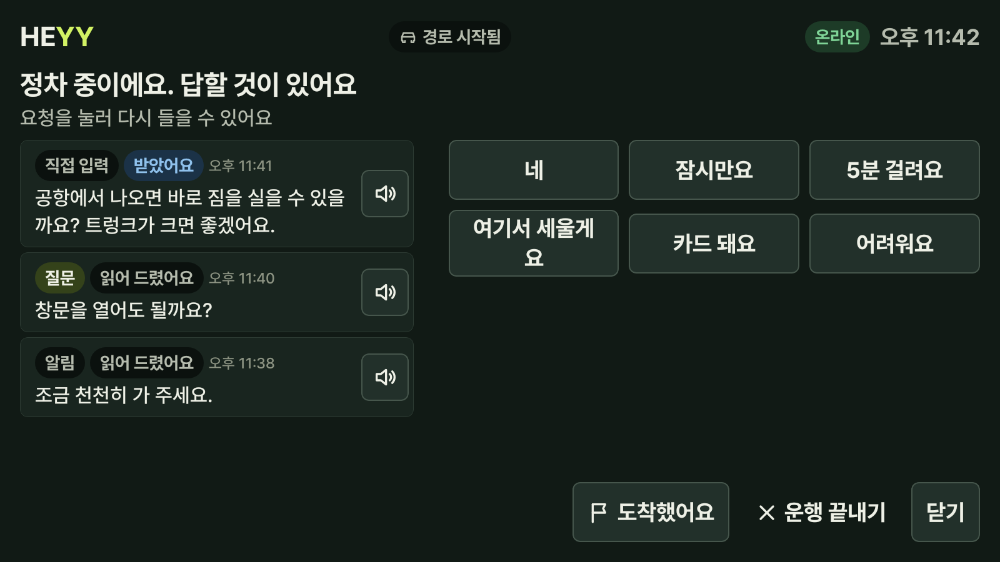 HEYY
경로 시작됨
온라인
오후 11:42
정차 중이에요. 답할 것이 있어요
요청을 눌러 다시 들을 수 있어요
직접 입력 받았어요 오후 11:41
공항에서 나오면 바로 짐을 실을 수 있을
까요? 트렁크가 크면 좋겠어요.
질문 읽어 드렸어요 오후 11:40
창문을 열어도 될까요?
알림 읽어 드렸어요 오후 11:38
조금 천천히 가 주세요.
네
잠시만요
5분 걸려요
여기서 세울게
요
카드 돼요
어려워요
도착했어요
운행 끝내기
닫기